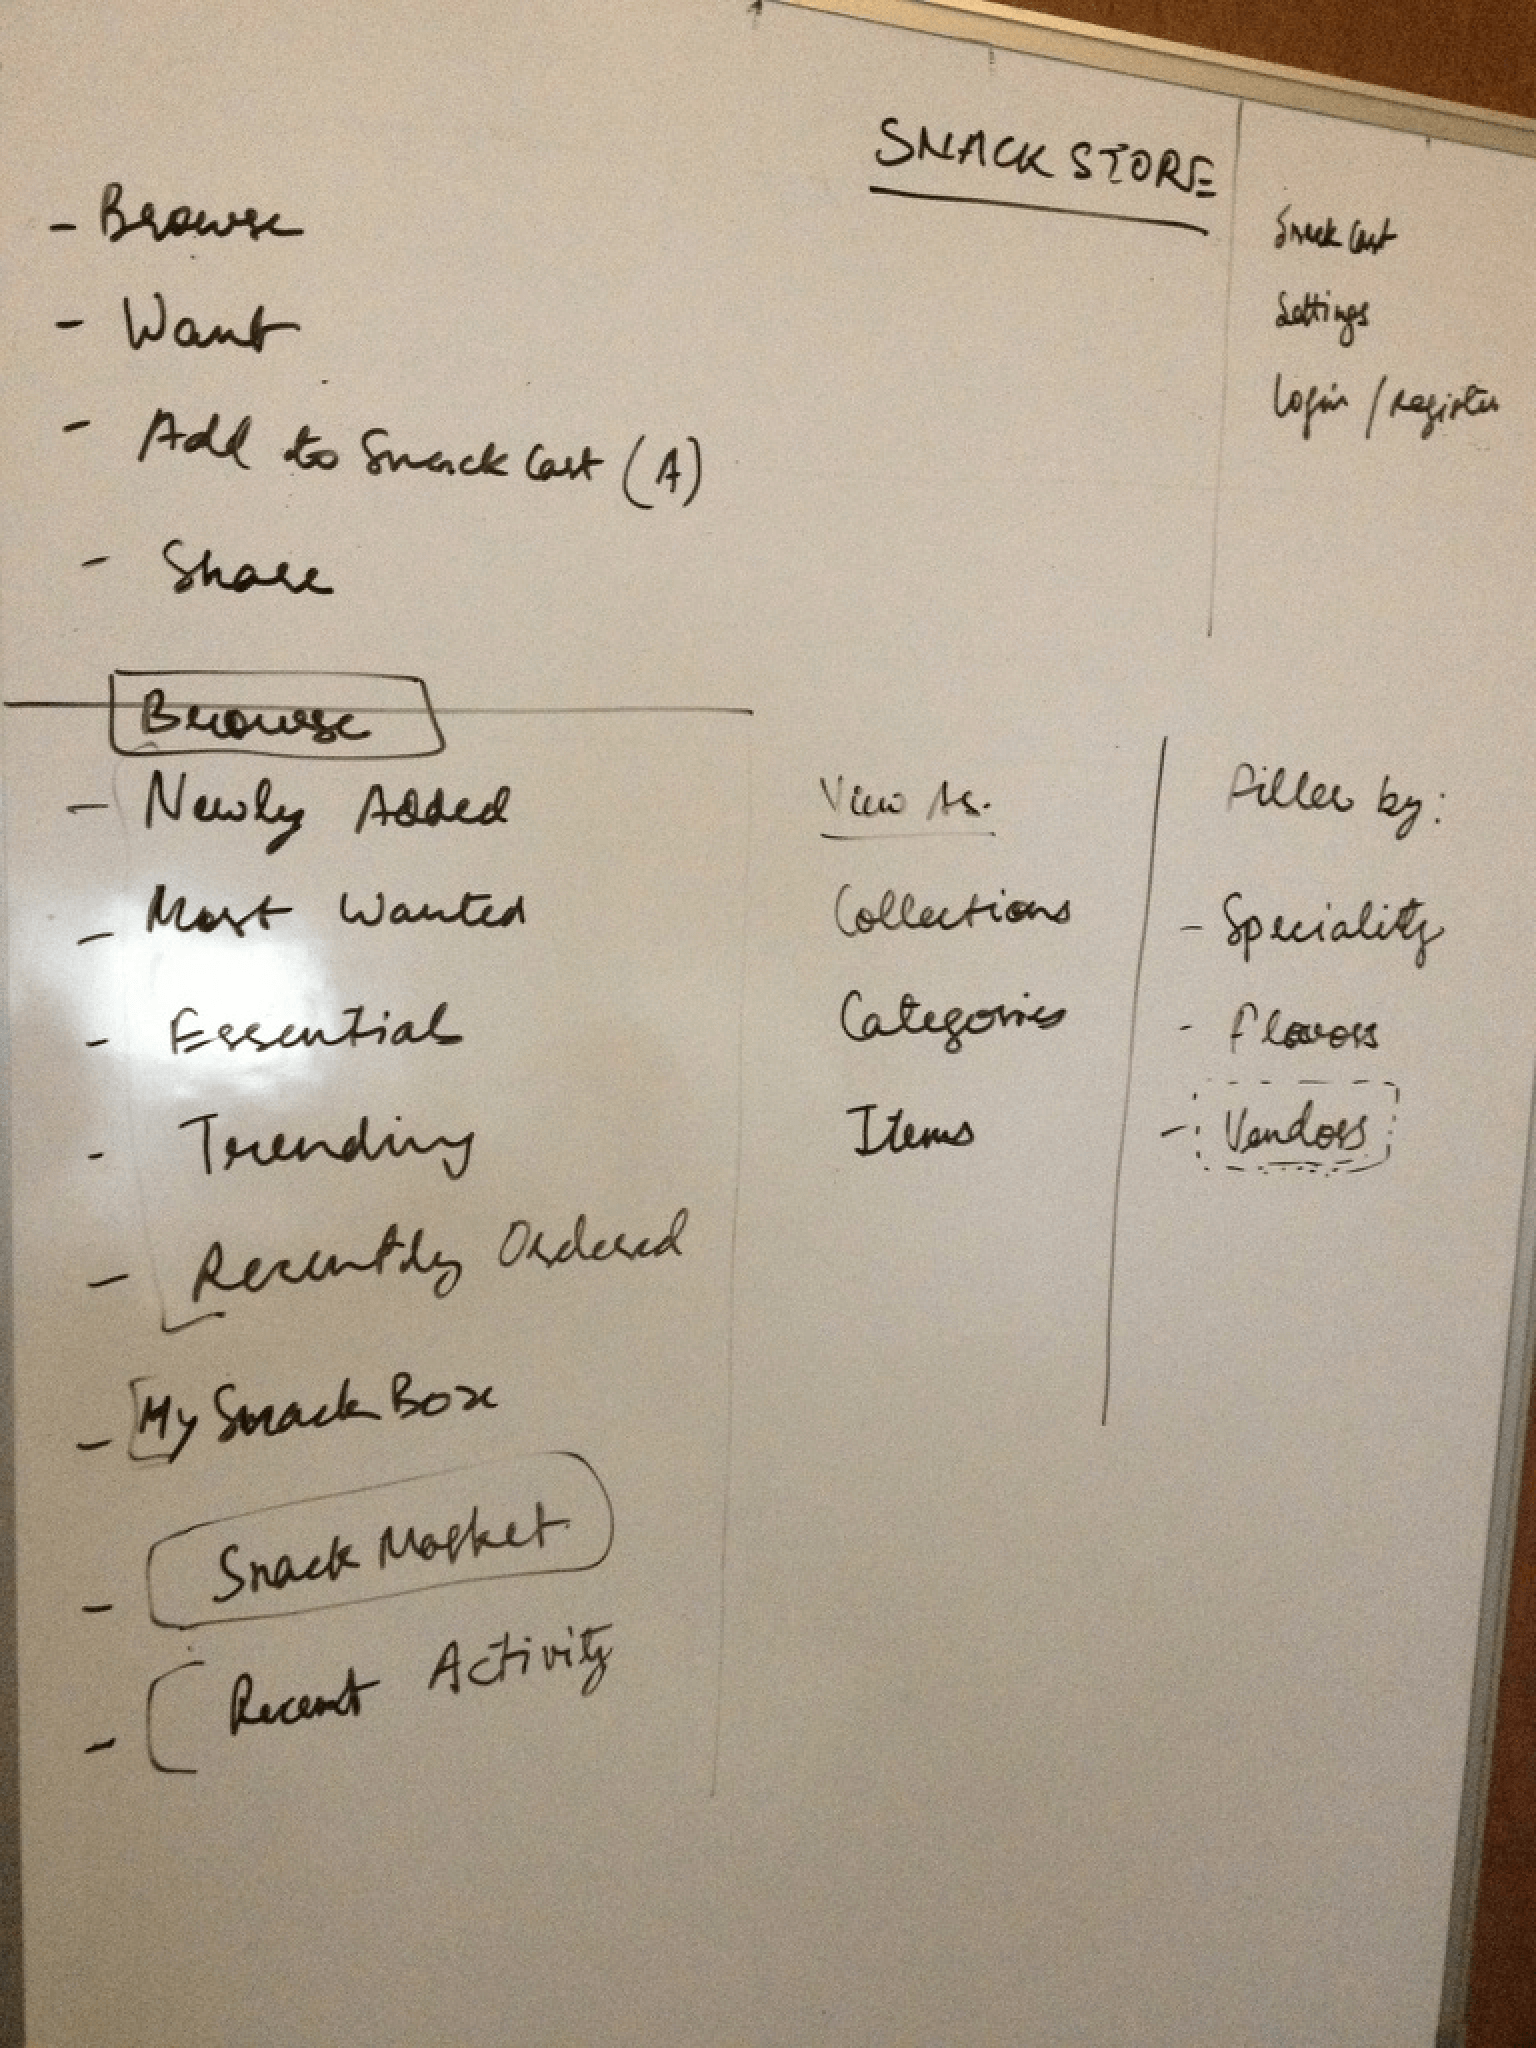 SNACK STORE
- Browse
- Want
- Add to Snack Cart (A)
- Share
Snack Cart
Settings
Login / register
Browse
- Newly Added
- Most Wanted
- Essential
- Trending
- Recently Ordered
- My Snack Box
- Snack Market
- Recent Activity
View As.
Collections
Categories
Items
Filter by:
- Speciality
- Flavors
- Vendors